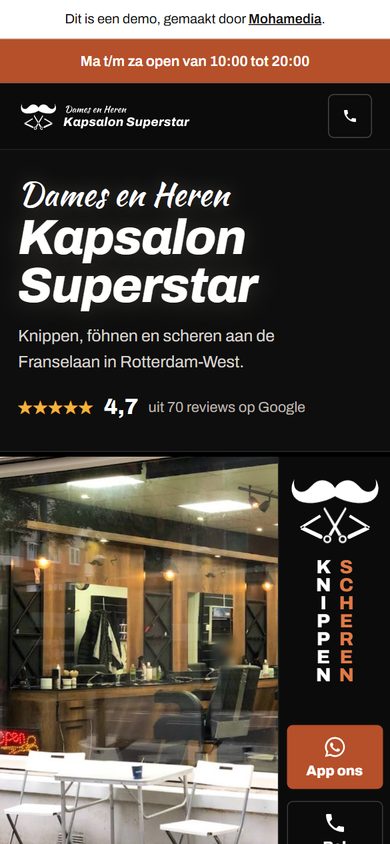 Dit is een demo, gemaakt door Mohamedia.
Ma t/m za open van 10:00 tot 20:00
Dames en Heren
Kapsalon Superstar
Dames en Heren
Kapsalon
Superstar
Knippen, föhnen en scheren aan de
Franselaan in Rotterdam-West.
4,7 uit 70 reviews op Google
KNIPPEN
SCHEREN
open
App ons